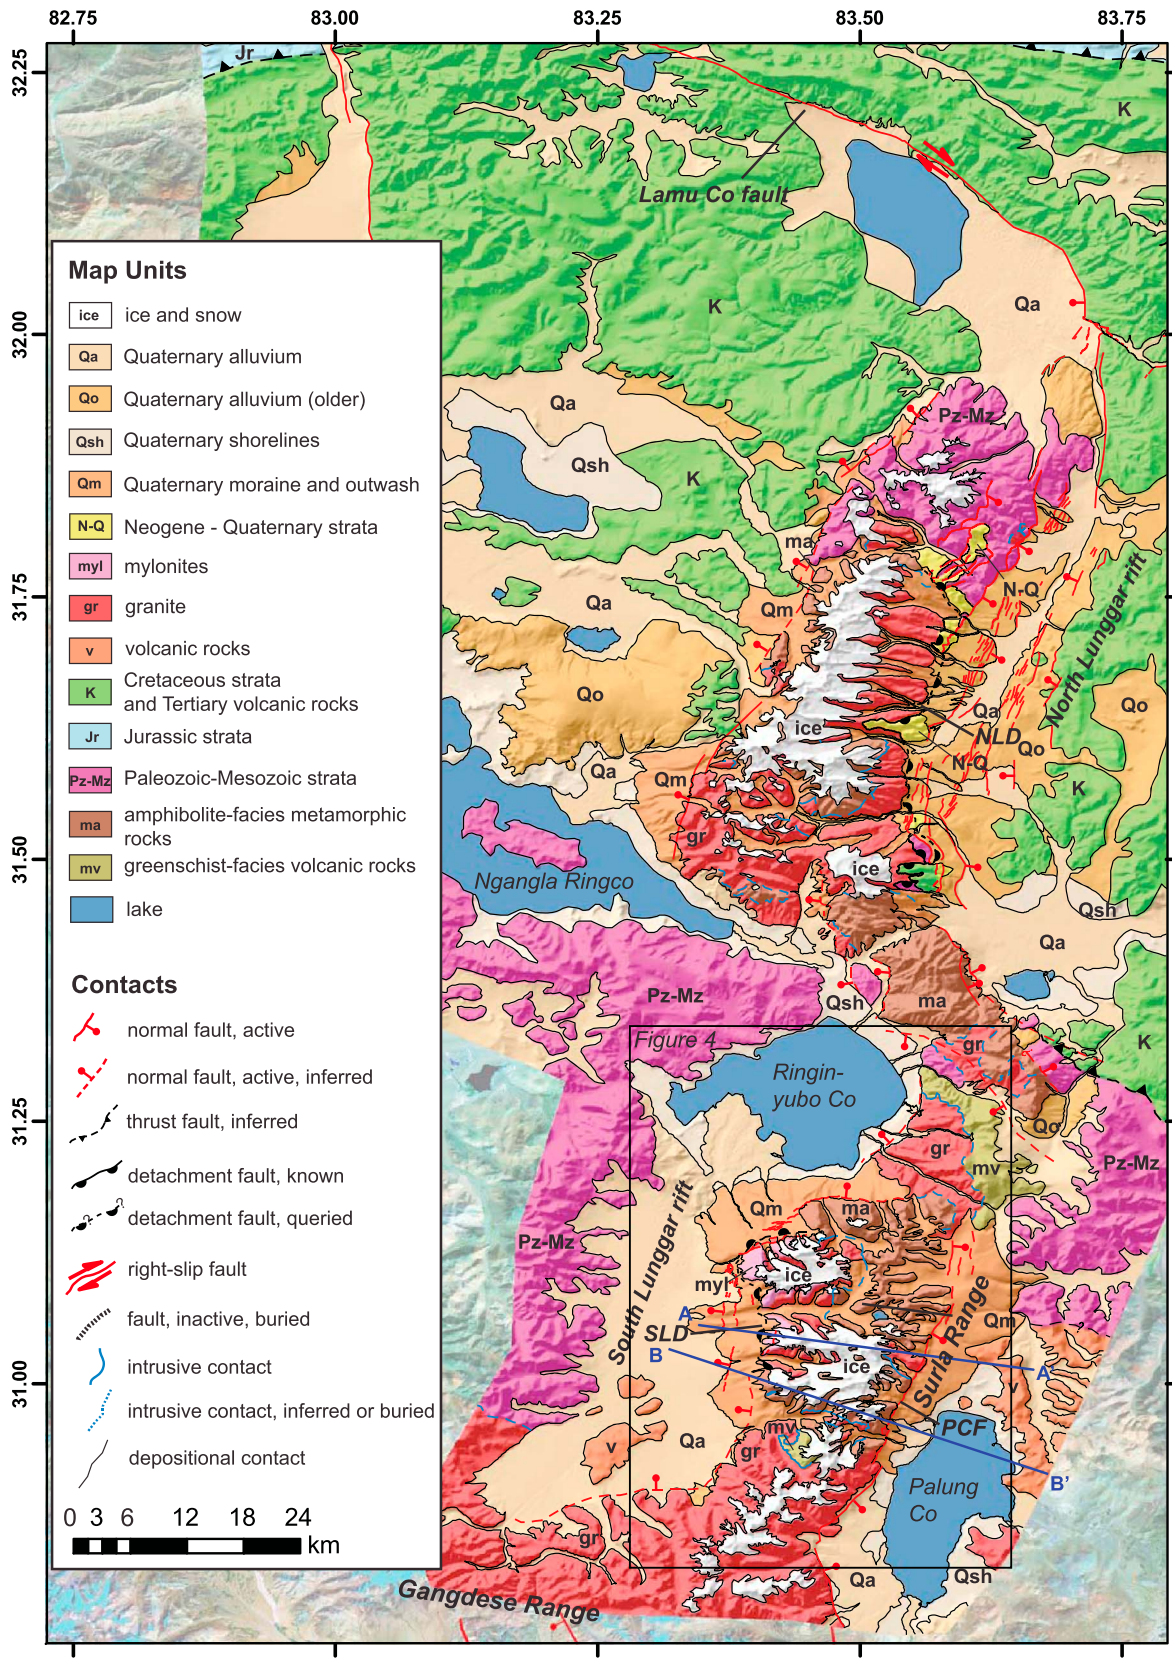 82.75 83.00 83.25 83.50 83.75
32.25
32.00
31.75
31.50
31.25
31.00
Jr
K
Lamu Co fault
K
Qa
Map Units
ice ice and snow
Qa Quaternary alluvium
Qo Quaternary alluvium (older)
Qsh Quaternary shorelines
Qm Quaternary moraine and outwash
N-Q Neogene - Quaternary strata
myl mylonites
gr granite
v volcanic rocks
K Cretaceous strata
and Tertiary volcanic rocks
Jr Jurassic strata
Pz-Mz Paleozoic-Mesozoic strata
ma amphibolite-facies metamorphic
rocks
mv greenschist-facies volcanic rocks
lake
Contacts
normal fault, active
normal fault, active, inferred
thrust fault, inferred
detachment fault, known
detachment fault, queried
right-slip fault
fault, inactive, buried
intrusive contact
intrusive contact, inferred or buried
depositional contact
0 3 6 12 18 24 km
Qa
Pz-Mz
Qsh
K
ma
N-Q
Qa
Qm
North Lunggar rift
Qo
Qo
Qa
ice
NLD
Qo
Qa
Qm
N-Q
K
gr
ice
Ngangla Ringco
Qsh
Qa
Pz-Mz
Qsh
ma
Figure 4
gr
K
Ringin-
yubo Co
Qo
gr
mv
Pz-Mz
Qm
ma
Pz-Mz
South Lunggar rift
myl
ice
A
SLD
B
Qm
Surla Range
ice
A'
v
PCF
mv
v
Qa
gr
B'
Palung
Co
gr
Qa
Qsh
Gangdese Range